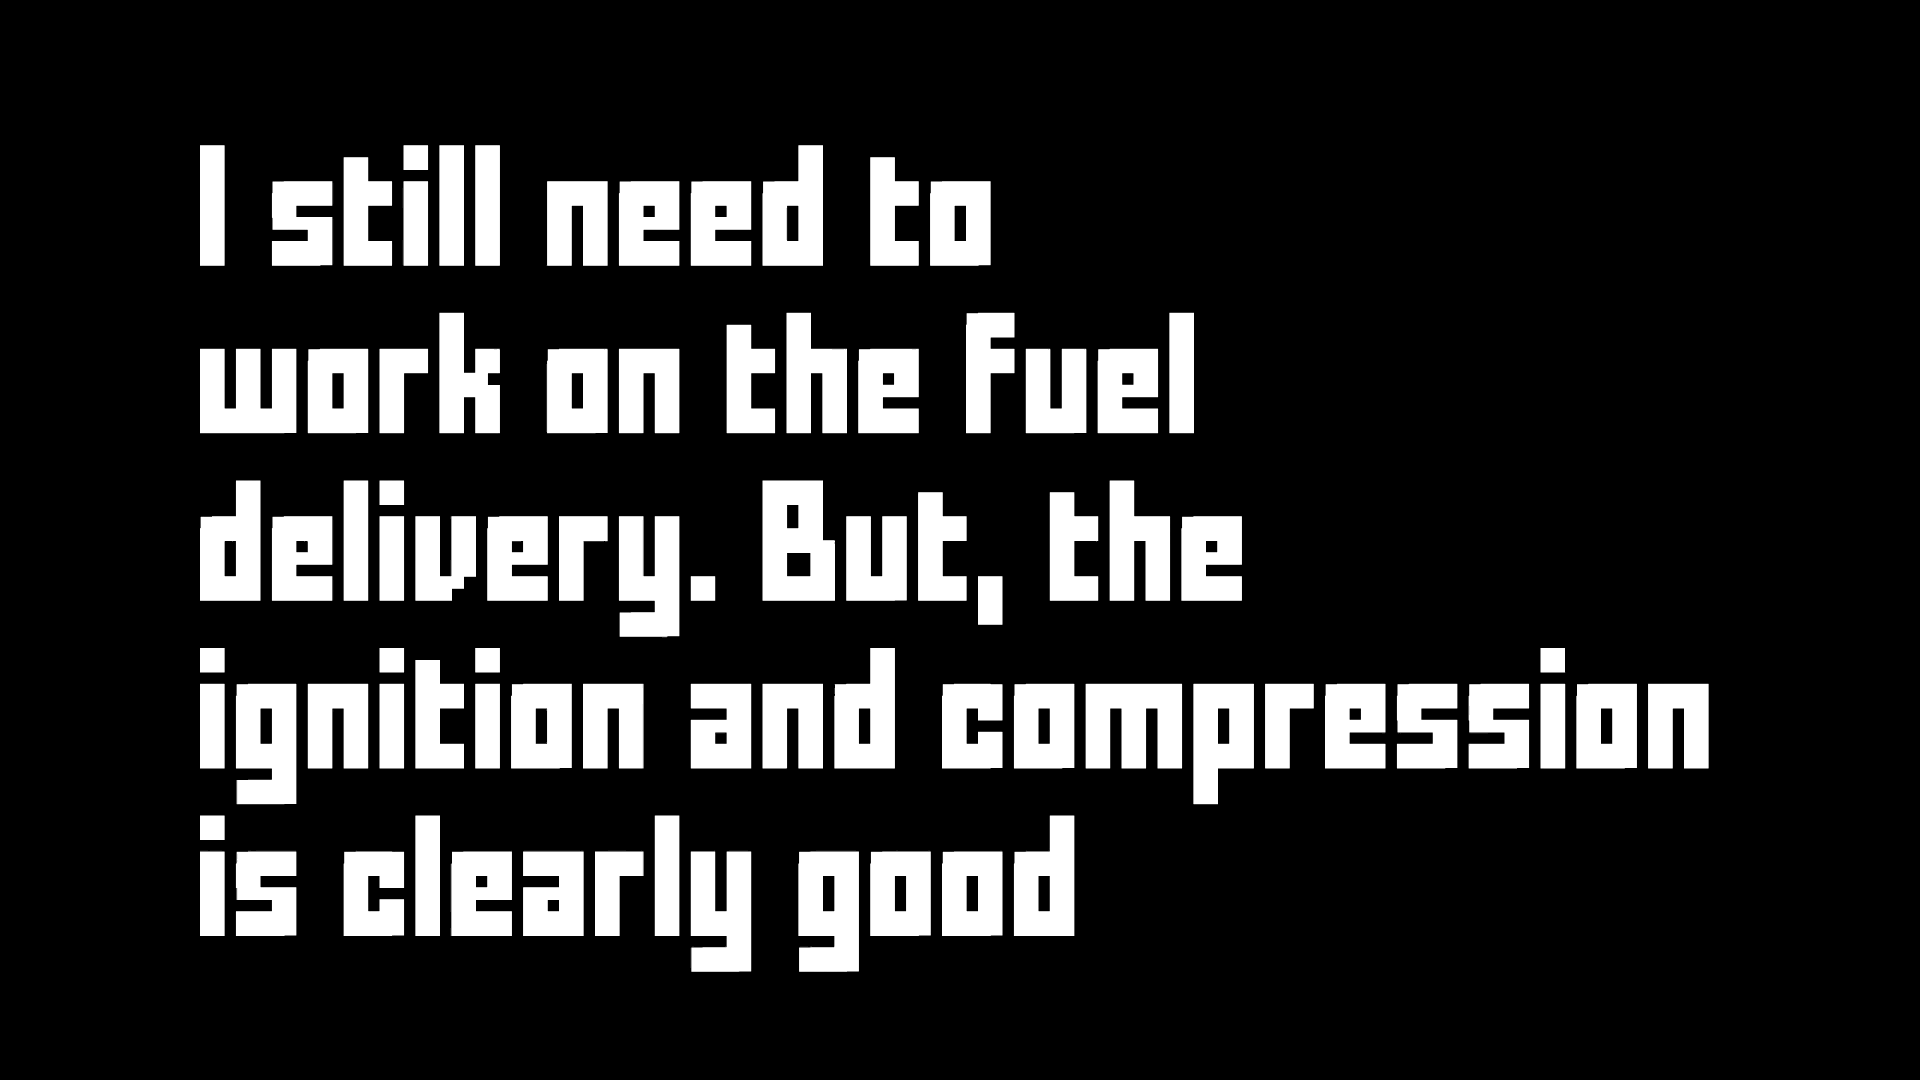 I still need to
work on the fuel
delivery. But, the
ignition and compression
is clearly good